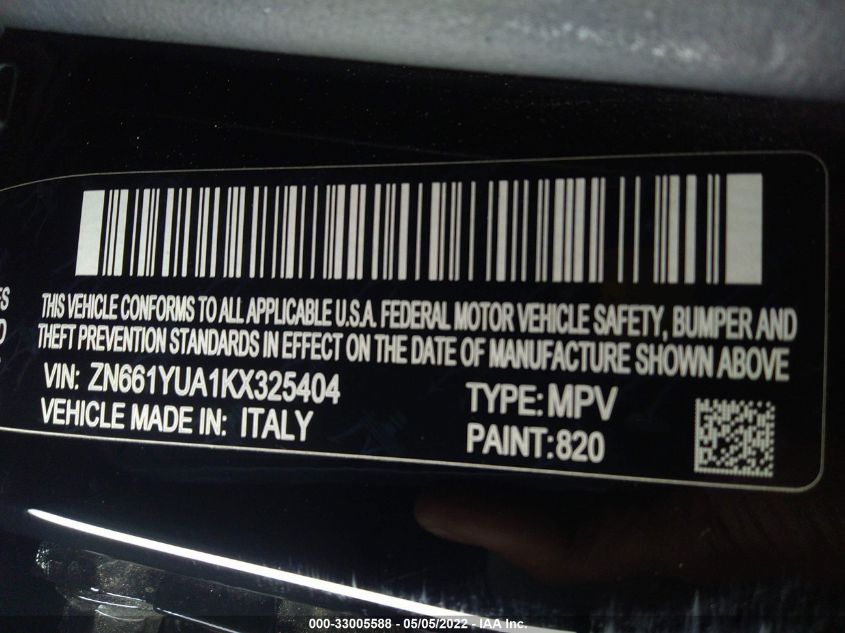 THIS VEHICLE CONFORMS TO ALL APPLICABLE U.S.A. FEDERAL MOTOR VEHICLE SAFETY, BUMPER AND
THEFT PREVENTION STANDARDS IN EFFECT ON THE DATE OF MANUFACTURE SHOWN ABOVE
VIN: ZN661YUA1KX325404
TYPE: MPV
VEHICLE MADE IN: ITALY
PAINT:820
000-33005588 - 05/05/2022 - IAA Inc.